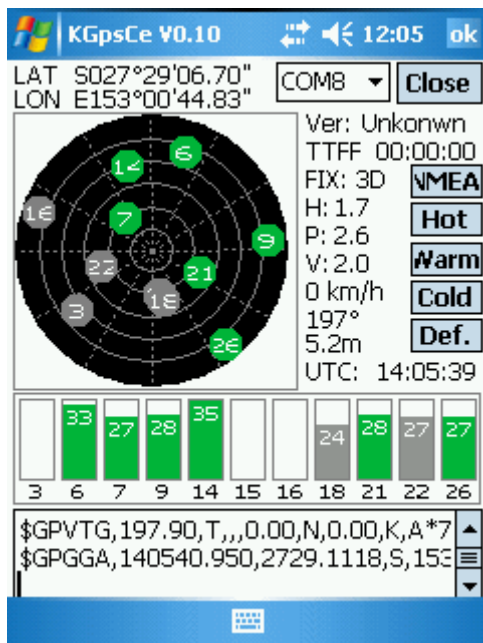 KGpsCe V0.10 12:05 ok
LAT S027°29'06.70" COM8 Close
LON E153°00'44.83"
Ver: Unkonwn
TTFF 00:00:00
FIX: 3D NMEA
H: 1.7 Hot
P: 2.6
V: 2.0 Warm
0 km/h Cold
197°
5.2m Def.
UTC: 14:05:39
6
14
16
7
9
22
21
18
3
26
33 27 28 35 24 28 27 27
3 6 7 9 14 15 16 18 21 22 26
$GPVTG,197.90,T,,,0.00,N,0.00,K,A*7
$GPGGA,140540.950,2729.1118,S,153